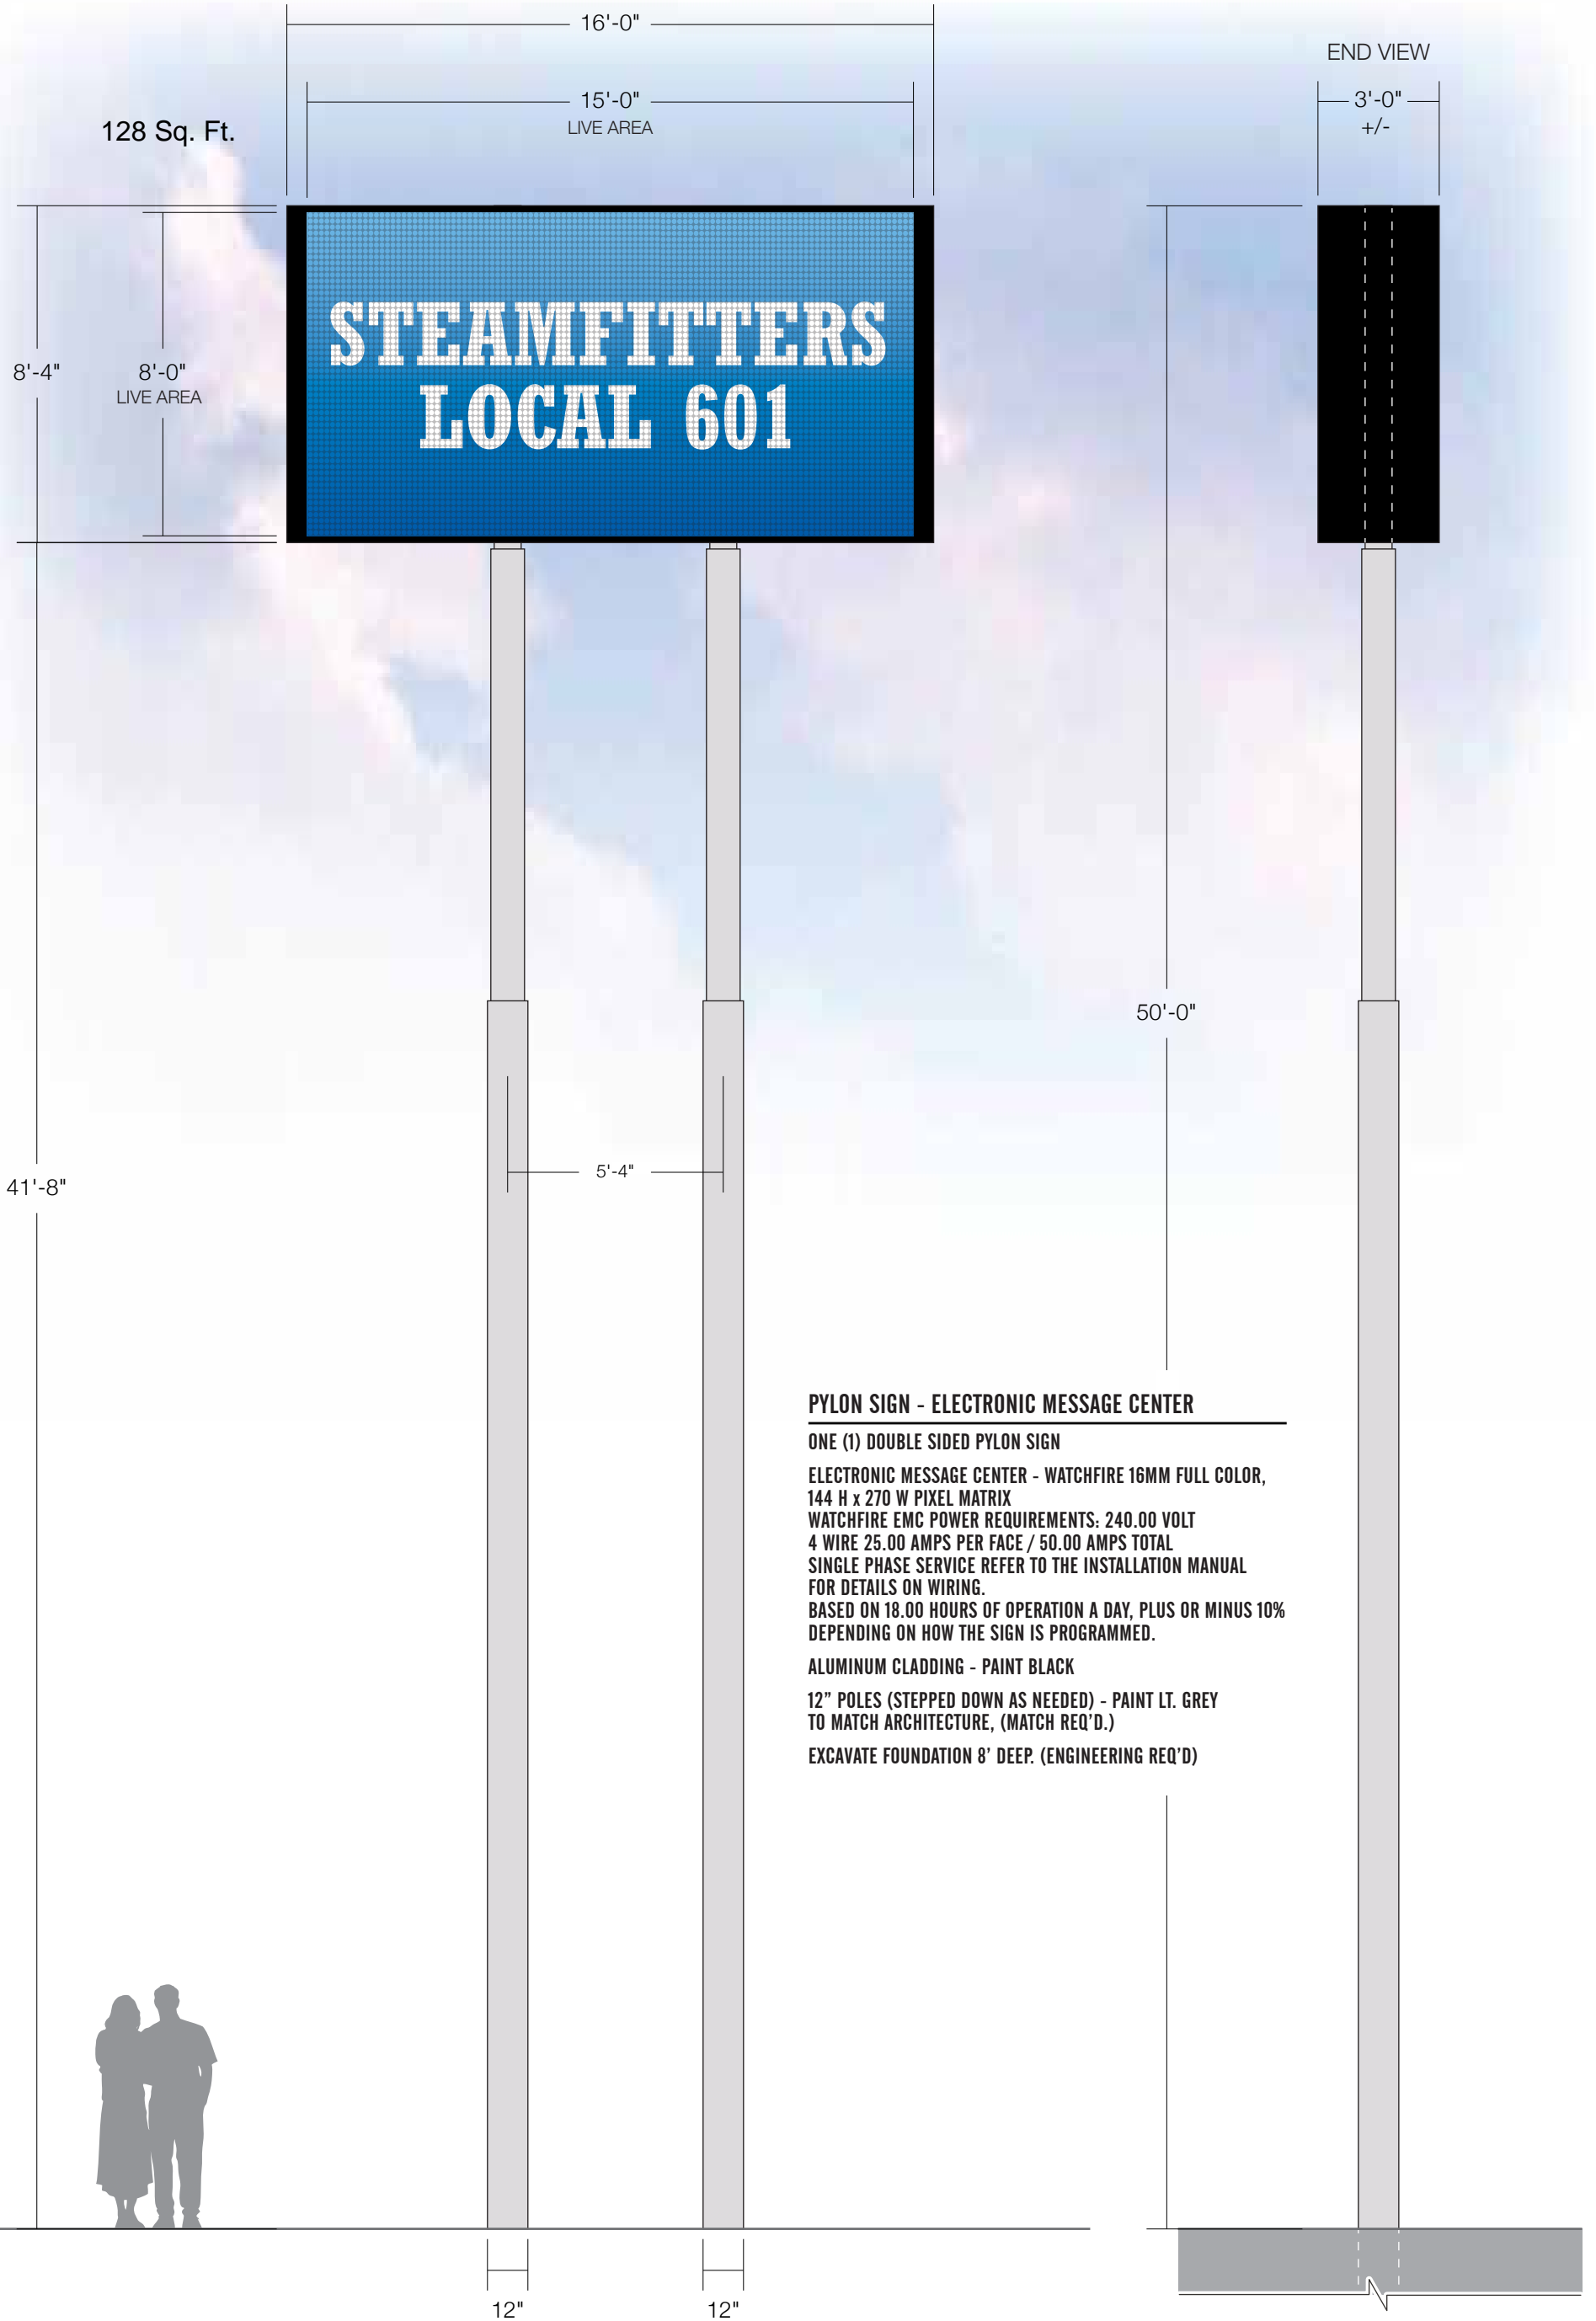 16'-0"
END VIEW
15'-0"
LIVE AREA
3'-0"
+/-
128 Sq. Ft.
STEAMFITTERS
LOCAL 601
8'-4"
8'-0"
LIVE AREA
50'-0"
5'-4"
41'-8"
PYLON SIGN - ELECTRONIC MESSAGE CENTER
ONE (1) DOUBLE SIDED PYLON SIGN
ELECTRONIC MESSAGE CENTER - WATCHFIRE 16MM FULL COLOR,
144 H x 270 W PIXEL MATRIX
WATCHFIRE EMC POWER REQUIREMENTS: 240.00 VOLT
4 WIRE 25.00 AMPS PER FACE / 50.00 AMPS TOTAL
SINGLE PHASE SERVICE REFER TO THE INSTALLATION MANUAL
FOR DETAILS ON WIRING.
BASED ON 18.00 HOURS OF OPERATION A DAY, PLUS OR MINUS 10%
DEPENDING ON HOW THE SIGN IS PROGRAMMED.
ALUMINUM CLADDING - PAINT BLACK
12” POLES (STEPPED DOWN AS NEEDED) - PAINT LT. GREY
TO MATCH ARCHITECTURE, (MATCH REQ’D.)
EXCAVATE FOUNDATION 8’ DEEP. (ENGINEERING REQ’D)
12"
12"